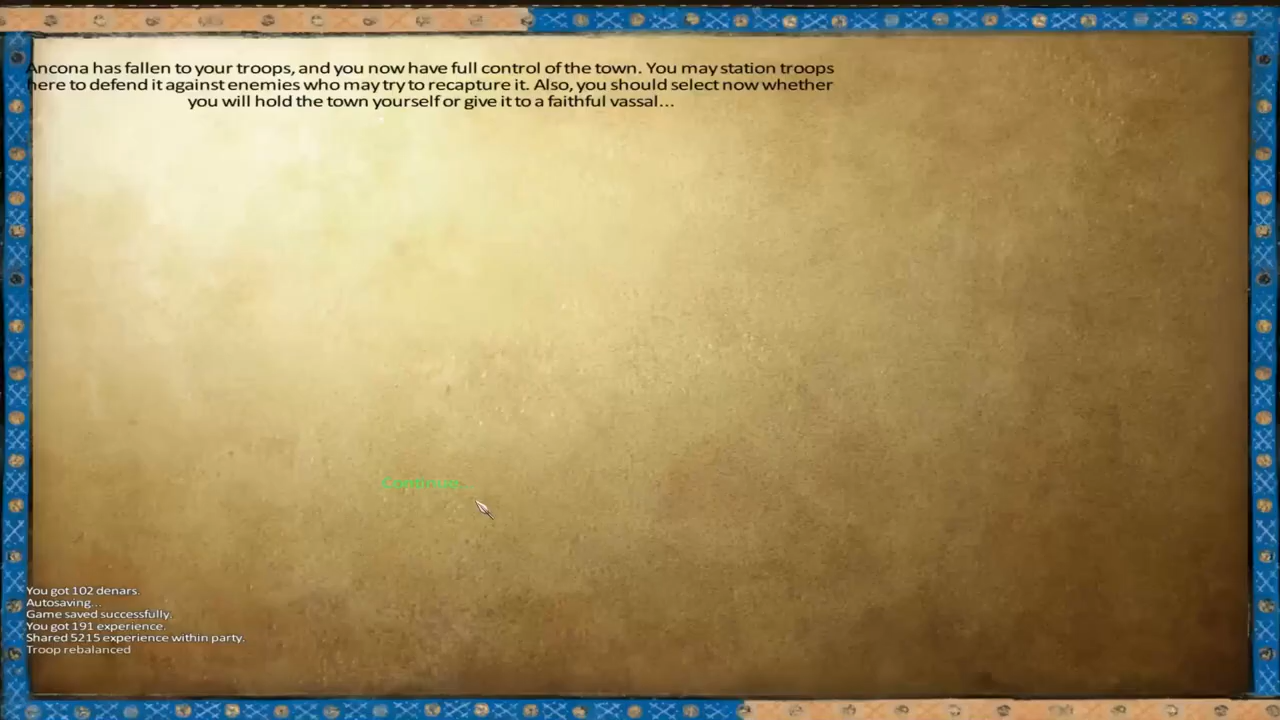 Ancona has fallen to your troops, and you now have full control of the town. You may station troops
here to defend it against enemies who may try to recapture it. Also, you should select now whether
you will hold the town yourself or give it to a faithful vassal...
Continue...
You got 102 denars.
Autosaving...
Game saved successfully.
You got 191 experience.
Shared 5215 experience within party.
Troop rebalanced